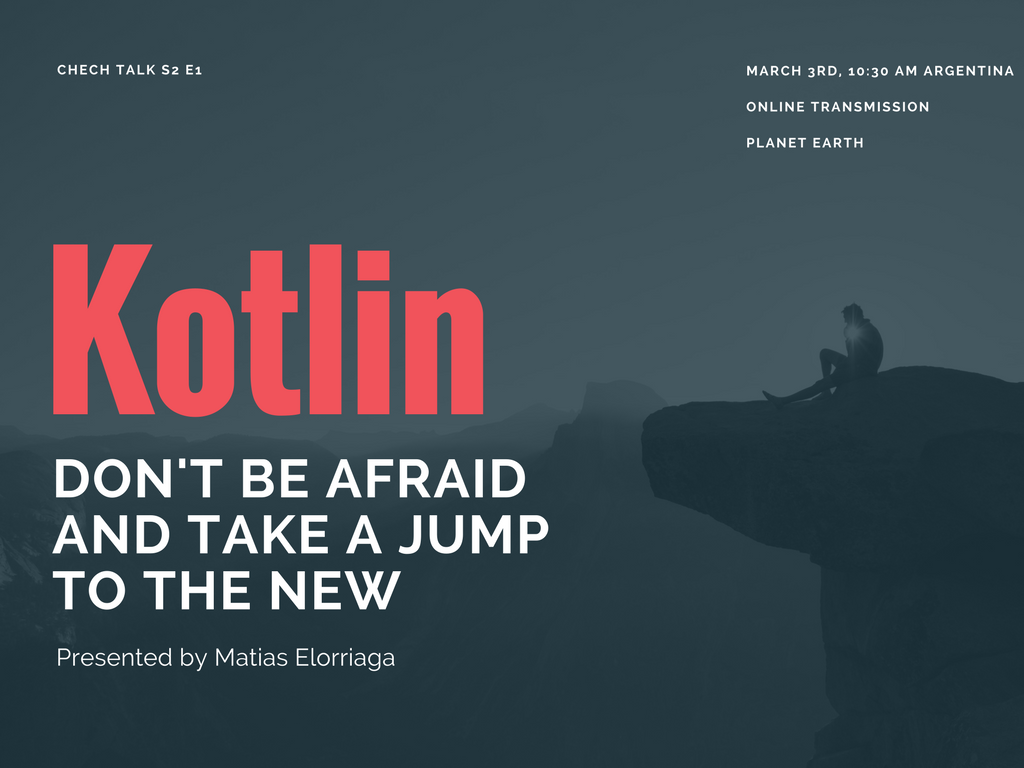 CHECH TALK S2 E1
MARCH 3RD, 10:30 AM ARGENTINA
ONLINE TRANSMISSION
PLANET EARTH
Kotlin
DON'T BE AFRAID
AND TAKE A JUMP
TO THE NEW
Presented by Matias Elorriaga